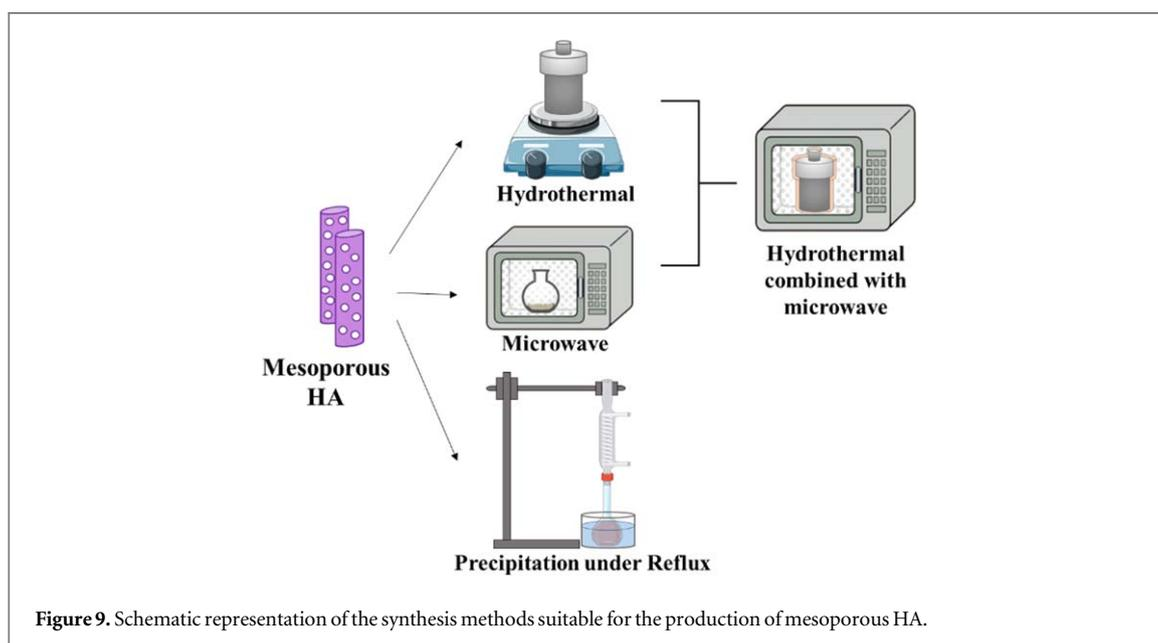 Hydrothermal
Mesoporous
HA
Microwave
Hydrothermal
combined with
microwave
Precipitation under Reflux
Figure 9. Schematic representation of the synthesis methods suitable for the production of mesoporous HA.